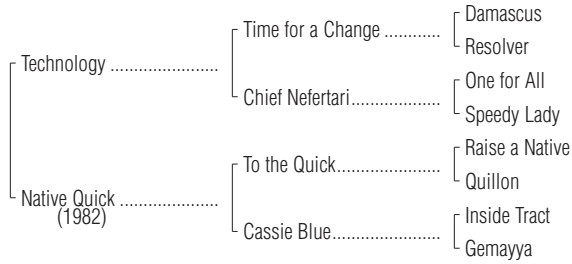 Damascus
Time for a Change ............
Resolver
Technology .......................
One for All
Chief Nefertari...................
Speedy Lady
Raise a Native
To the Quick......................
Quillon
Native Quick .....................
(1982)
Inside Tract
Cassie Blue.......................
Gemayya